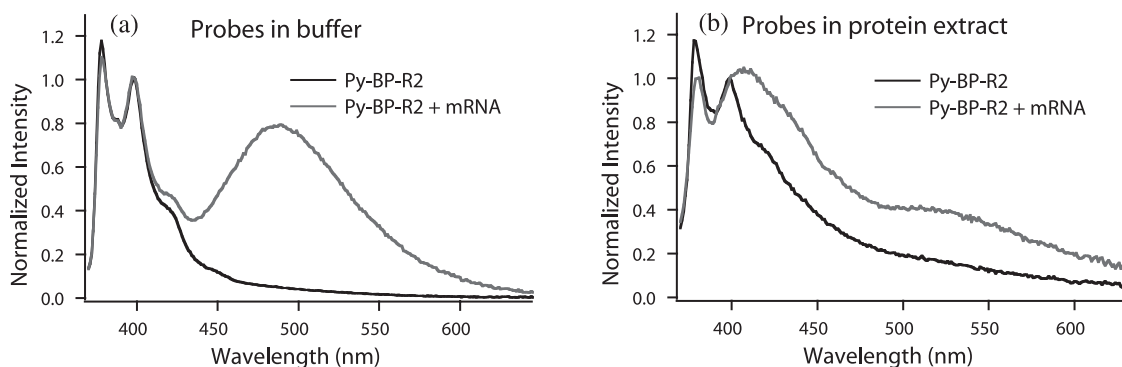 (a) Probes in buffer
Py-BP-R2
Py-BP-R2 + mRNA
Normalized Intensity
1.2
1.0
0.8
0.6
0.4
0.2
0.0
400 450 500 550 600
Wavelength (nm)
(b) Probes in protein extract
Py-BP-R2
Py-BP-R2 + mRNA
Normalized Intensity
1.2
1.0
0.8
0.6
0.4
0.2
0.0
400 450 500 550 600
Wavelength (nm)